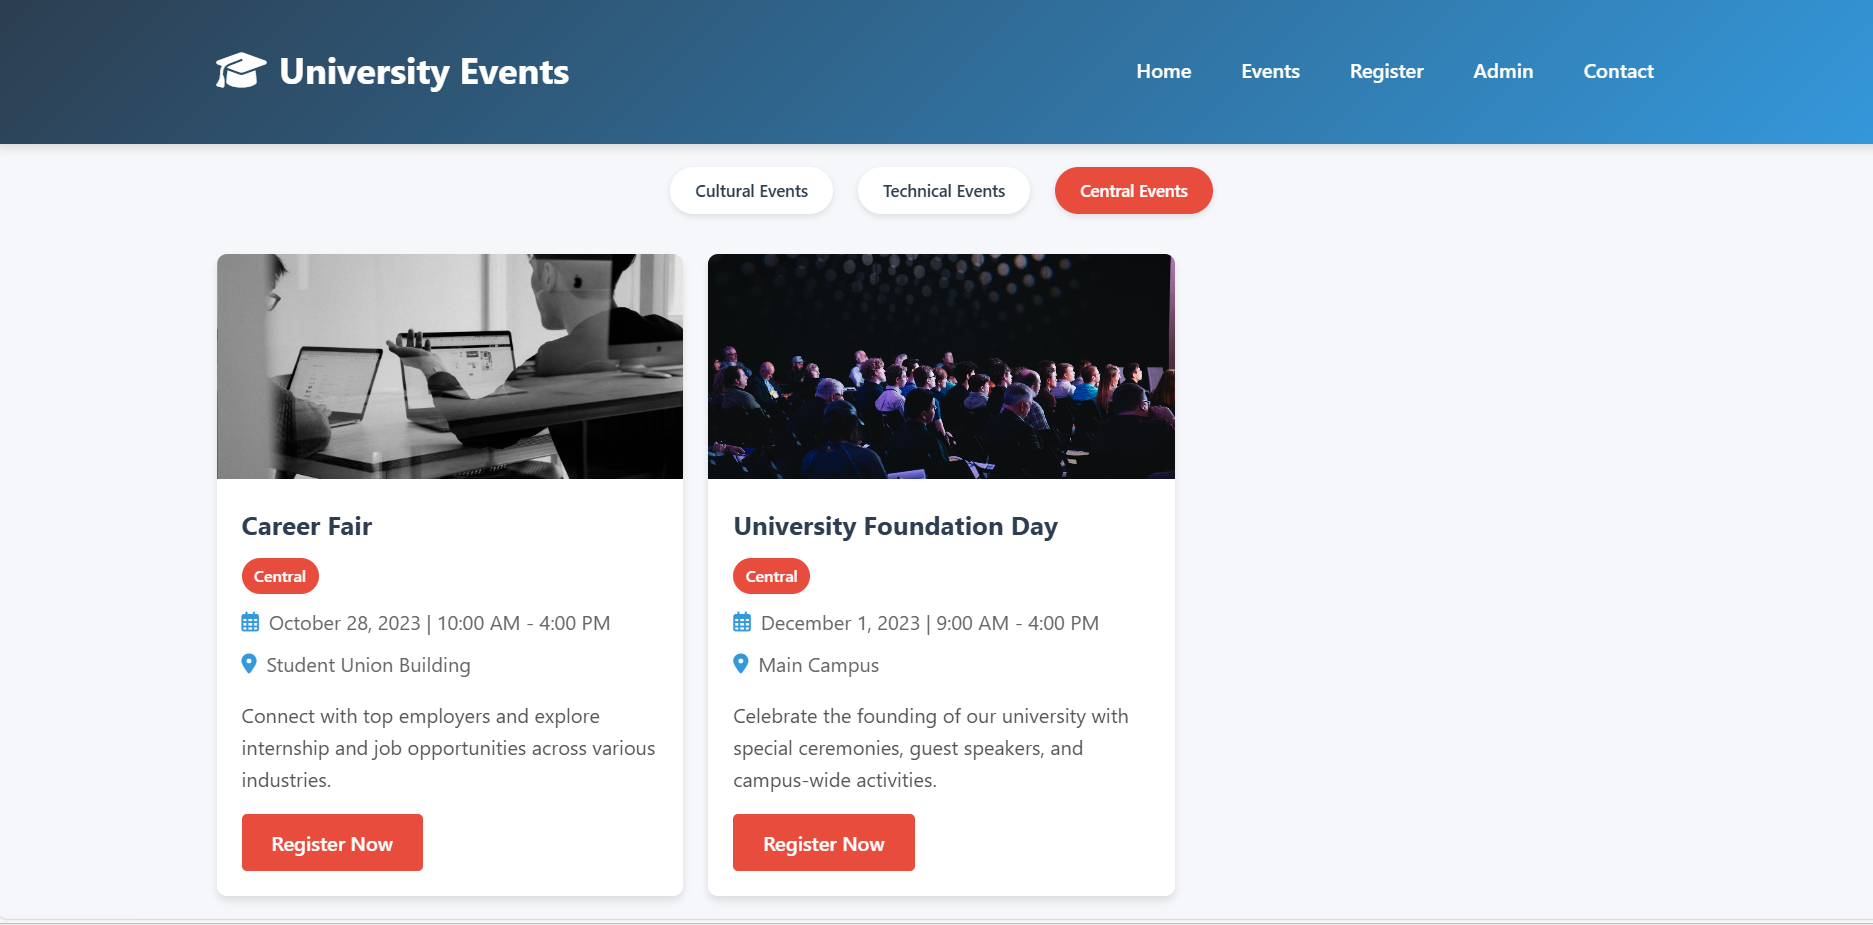 University Events
Home
Events
Register
Admin
Contact
Cultural Events
Technical Events
Central Events
Career Fair
Central
October 28, 2023 | 10:00 AM - 4:00 PM
Student Union Building
Connect with top employers and explore
internship and job opportunities across various
industries.
Register Now
University Foundation Day
Central
December 1, 2023 | 9:00 AM - 4:00 PM
Main Campus
Celebrate the founding of our university with
special ceremonies, guest speakers, and
campus-wide activities.
Register Now